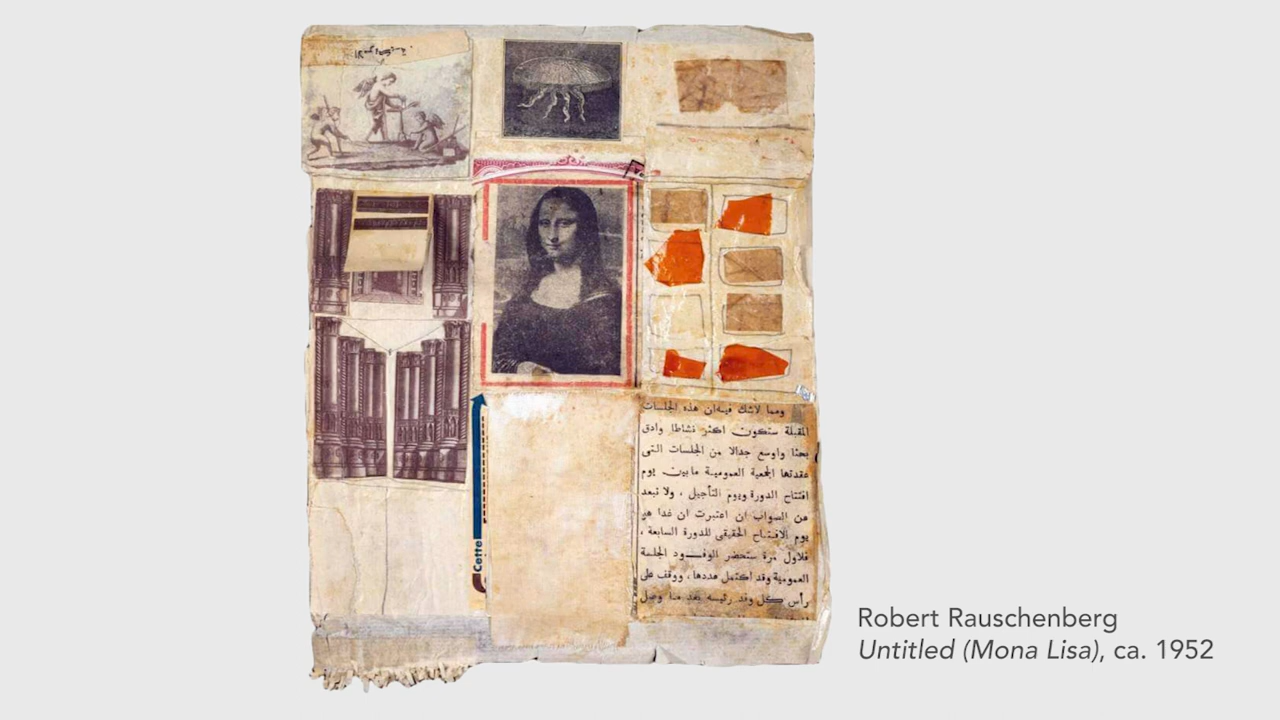 Cette
ومما لاشك فيه ان هذه الجلسات
المقبلة ستكون اكثر نشاطا وادق
بحثا واوسع جدالا من الجلسات التى
عقدتها الجمعية العمومية ما بين يوم
افتتاح الدورة ويوم التأجيل ، ولا نبعد
عن الصواب ان اعتبرت ان غدا هو
يوم الافتتاح الحقيقى للدورة السابعة ،
فلاول مرة ستحضر الوفــود الجلسة
العمومية وقد اكتمل عددها ، ووقف على
رأس كل وفد رئيسه بعد وصل
Robert Rauschenberg
Untitled (Mona Lisa), ca. 1952